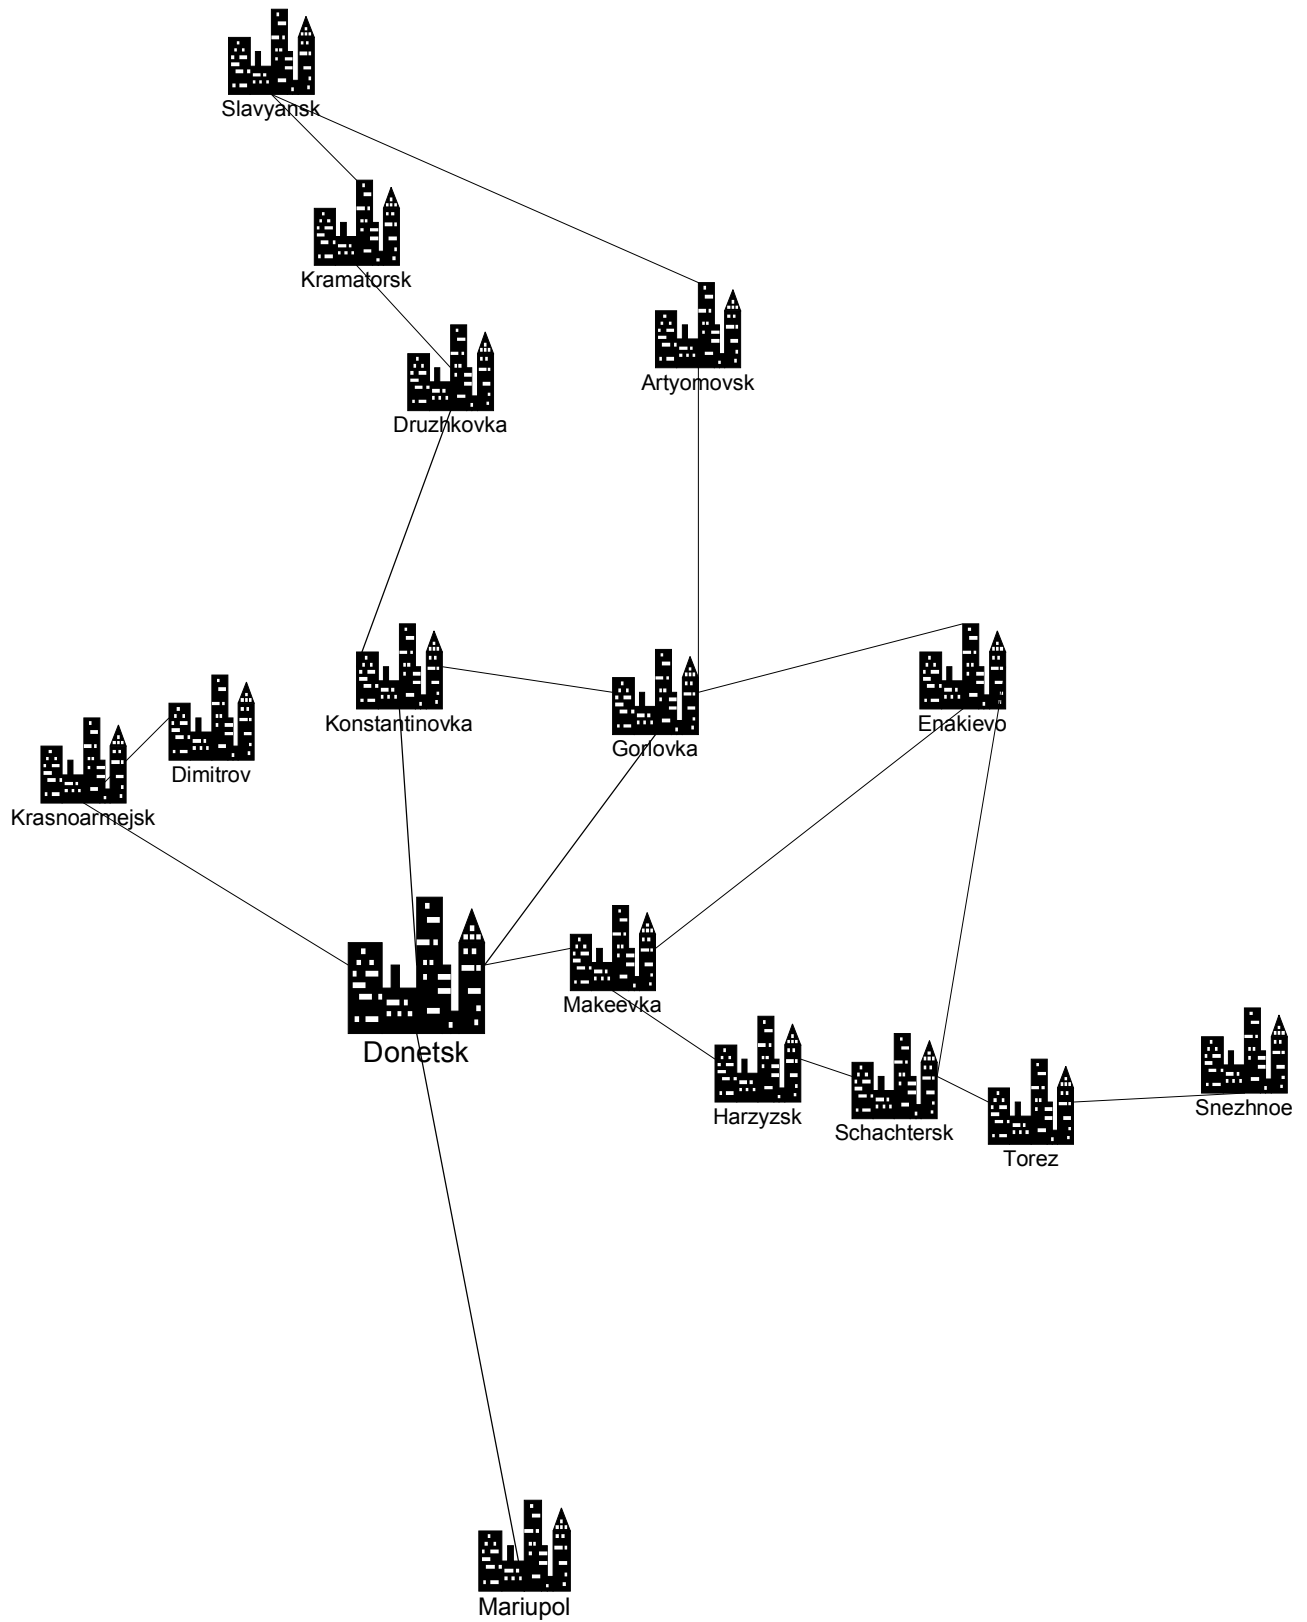 Slavyansk
Kramatorsk
Artyomovsk
Druzhkovka
Konstantinovka
Gorlovka
Enakievo
Dimitrov
Krasnoarmejsk
Makeevka
Donetsk
Harzyzsk
Schachtersk
Torez
Snezhnoe
Mariupol